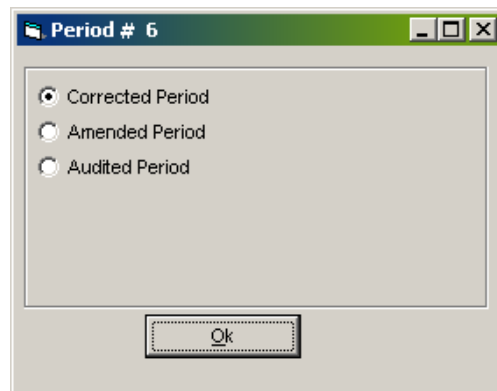 Period # 6
Corrected Period
Amended Period
Audited Period
Ok